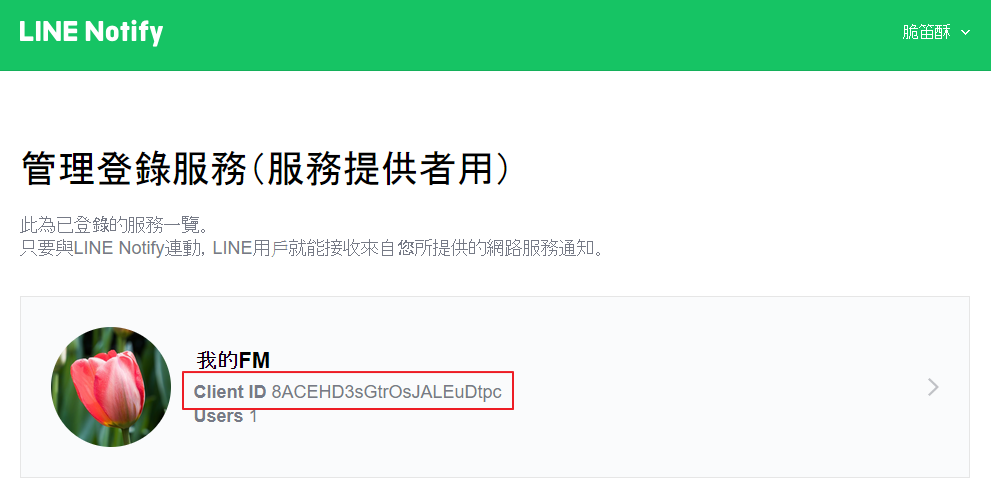 LINE Notify
脆笛酥
管理登錄服務(服務提供者用)
此為已登錄的服務一覽。
只要與LINE Notify連動, LINE用戶就能接收來自您所提供的網路服務通知。
我的FM
Client ID 8ACEHD3sGtrOsJALEuDtpc
Users 1